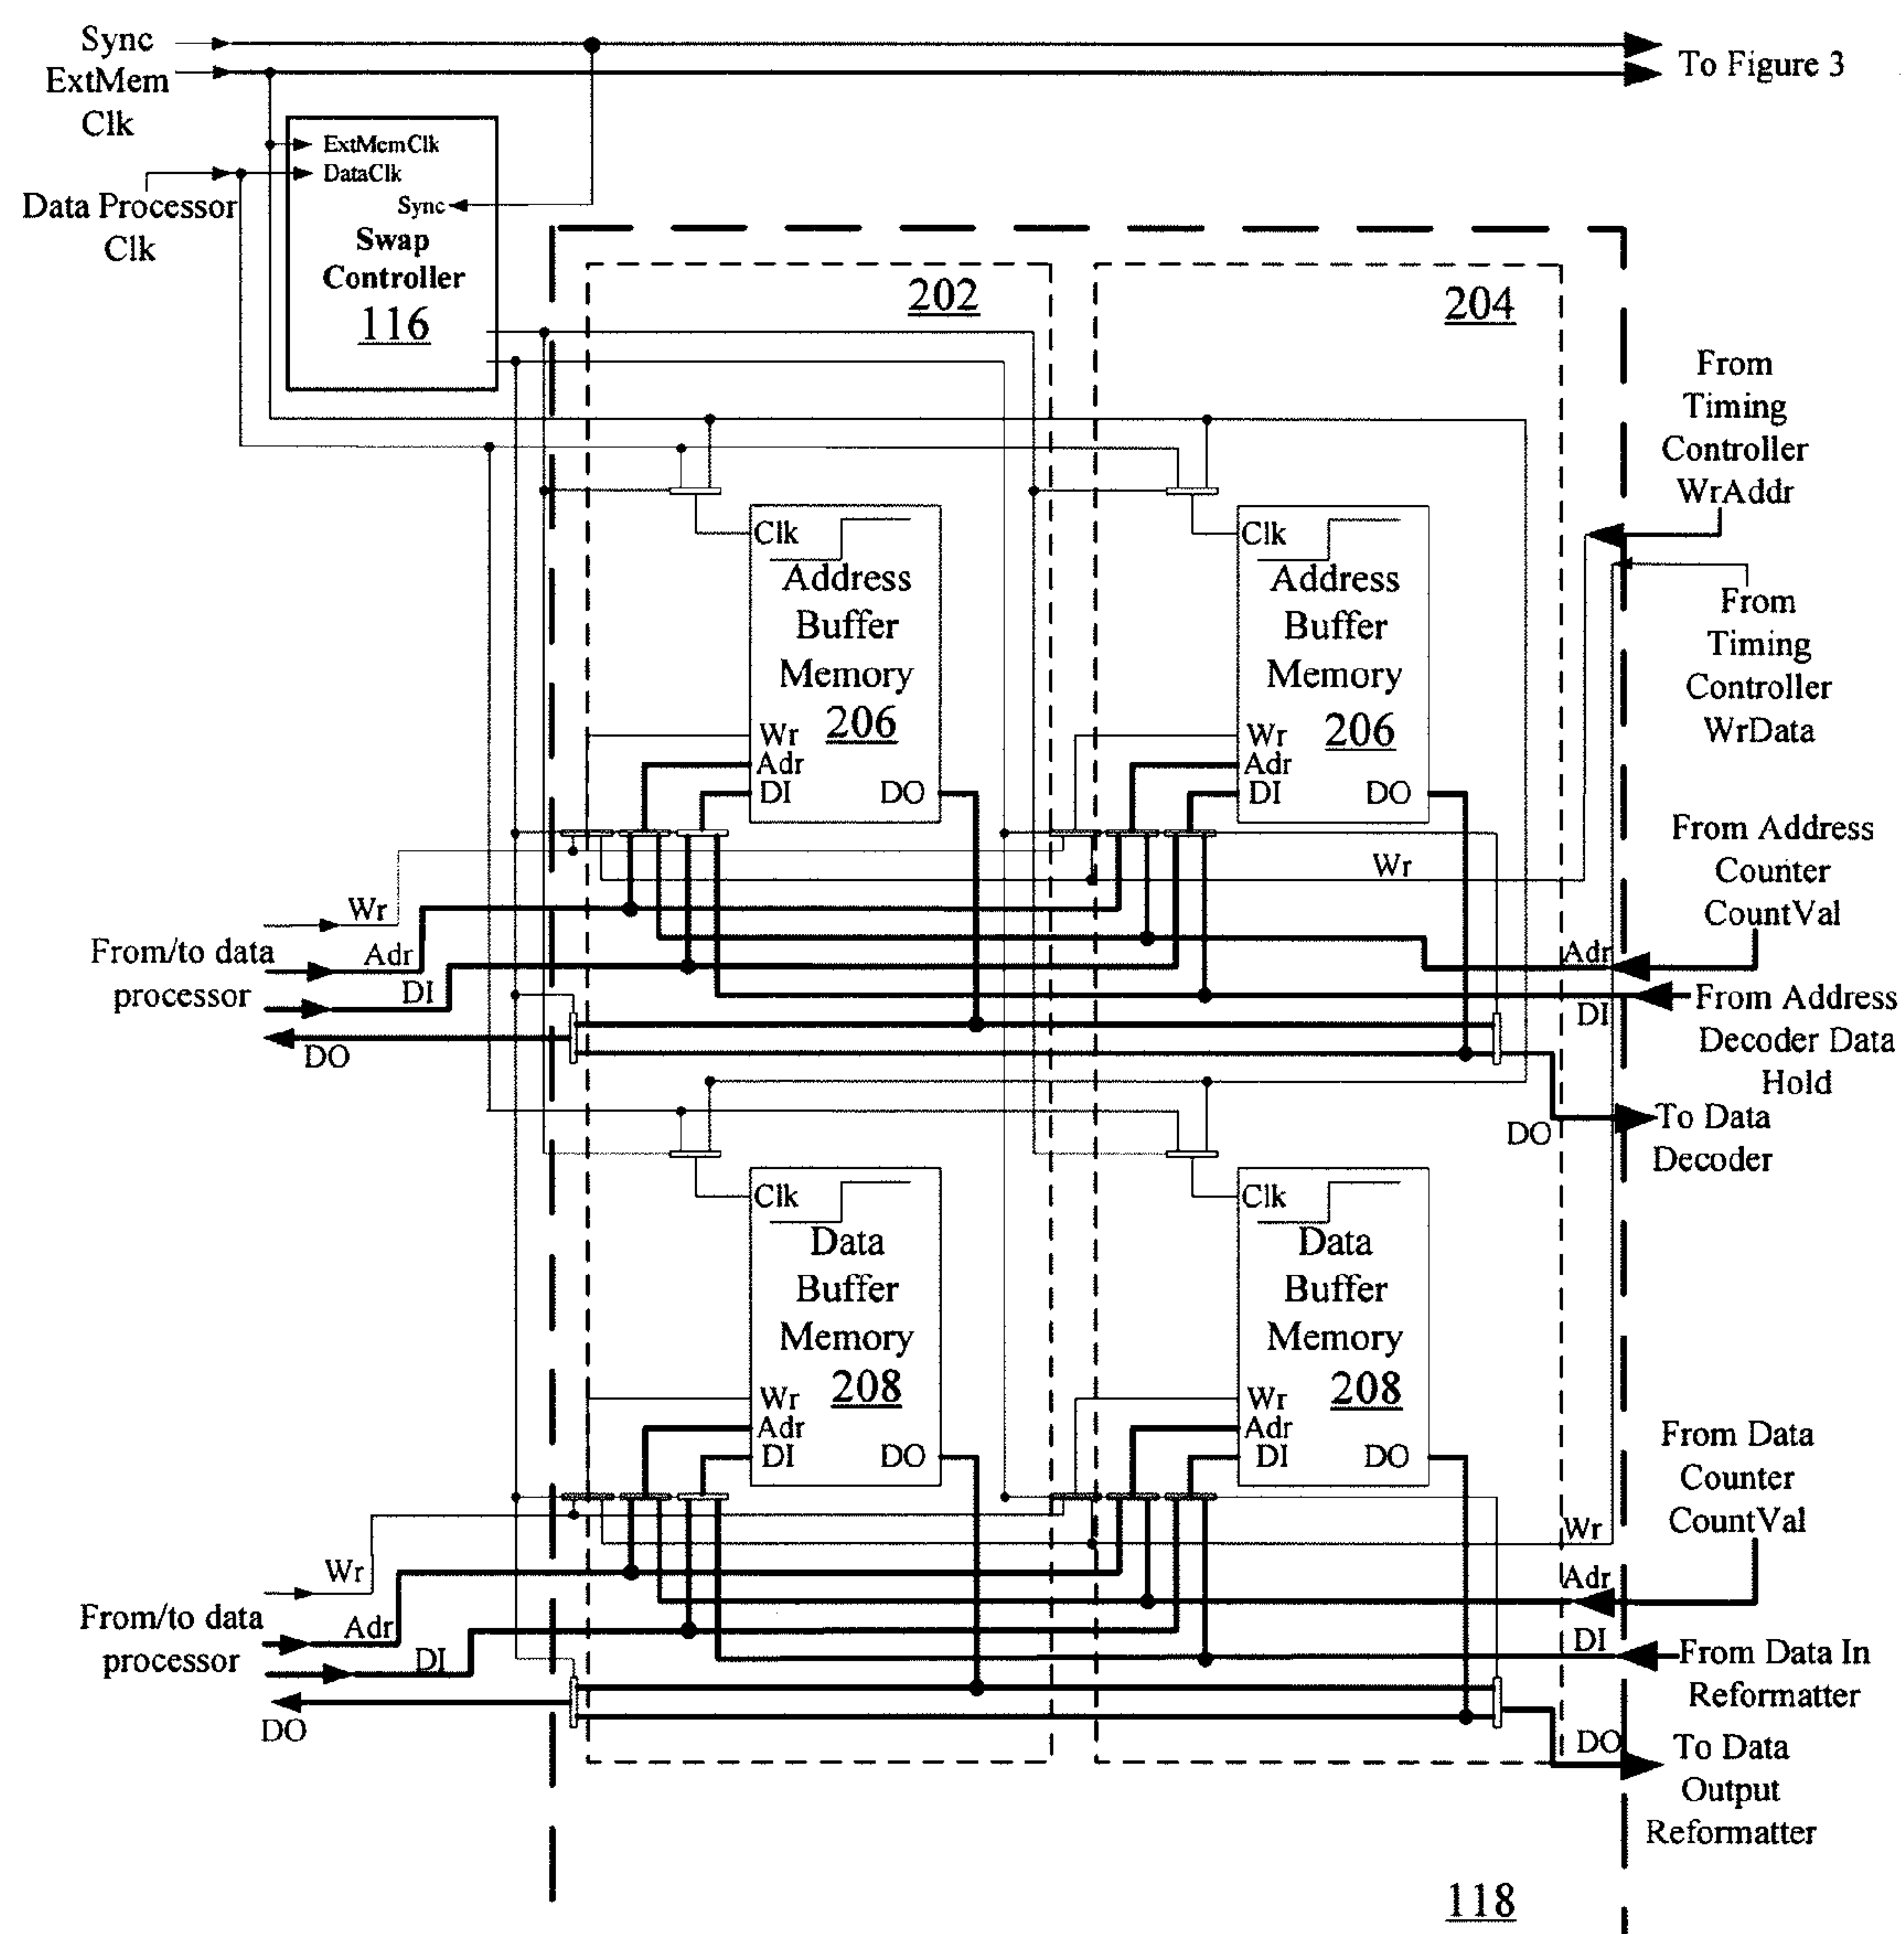 Sync
ExtMem
Clk
To Figure 3
ExtMemClk
DataClk
Sync
Swap
Controller
116
Data Processor
Clk
202
204
From
Timing
Controller
WrAddr
Clk
Address
Buffer
Memory
206
Wr
Adr
DI
DO
Clk
Address
Buffer
Memory
206
Wr
Adr
DI
DO
From
Timing
Controller
WrData
From Address
Counter
CountVal
Wr
Wr
Adr
DI
DO
From/to data
processor
Adr
DI
From Address
Decoder Data
Hold
DO
To Data
Decoder
Clk
Data
Buffer
Memory
208
Wr
Adr
DI
DO
Clk
Data
Buffer
Memory
208
Wr
Adr
DI
DO
From Data
Counter
CountVal
Wr
Adr
DI
From Data In
Reformatter
Wr
Adr
DI
DO
From/to data
processor
DO
To Data
Output
Reformatter
118